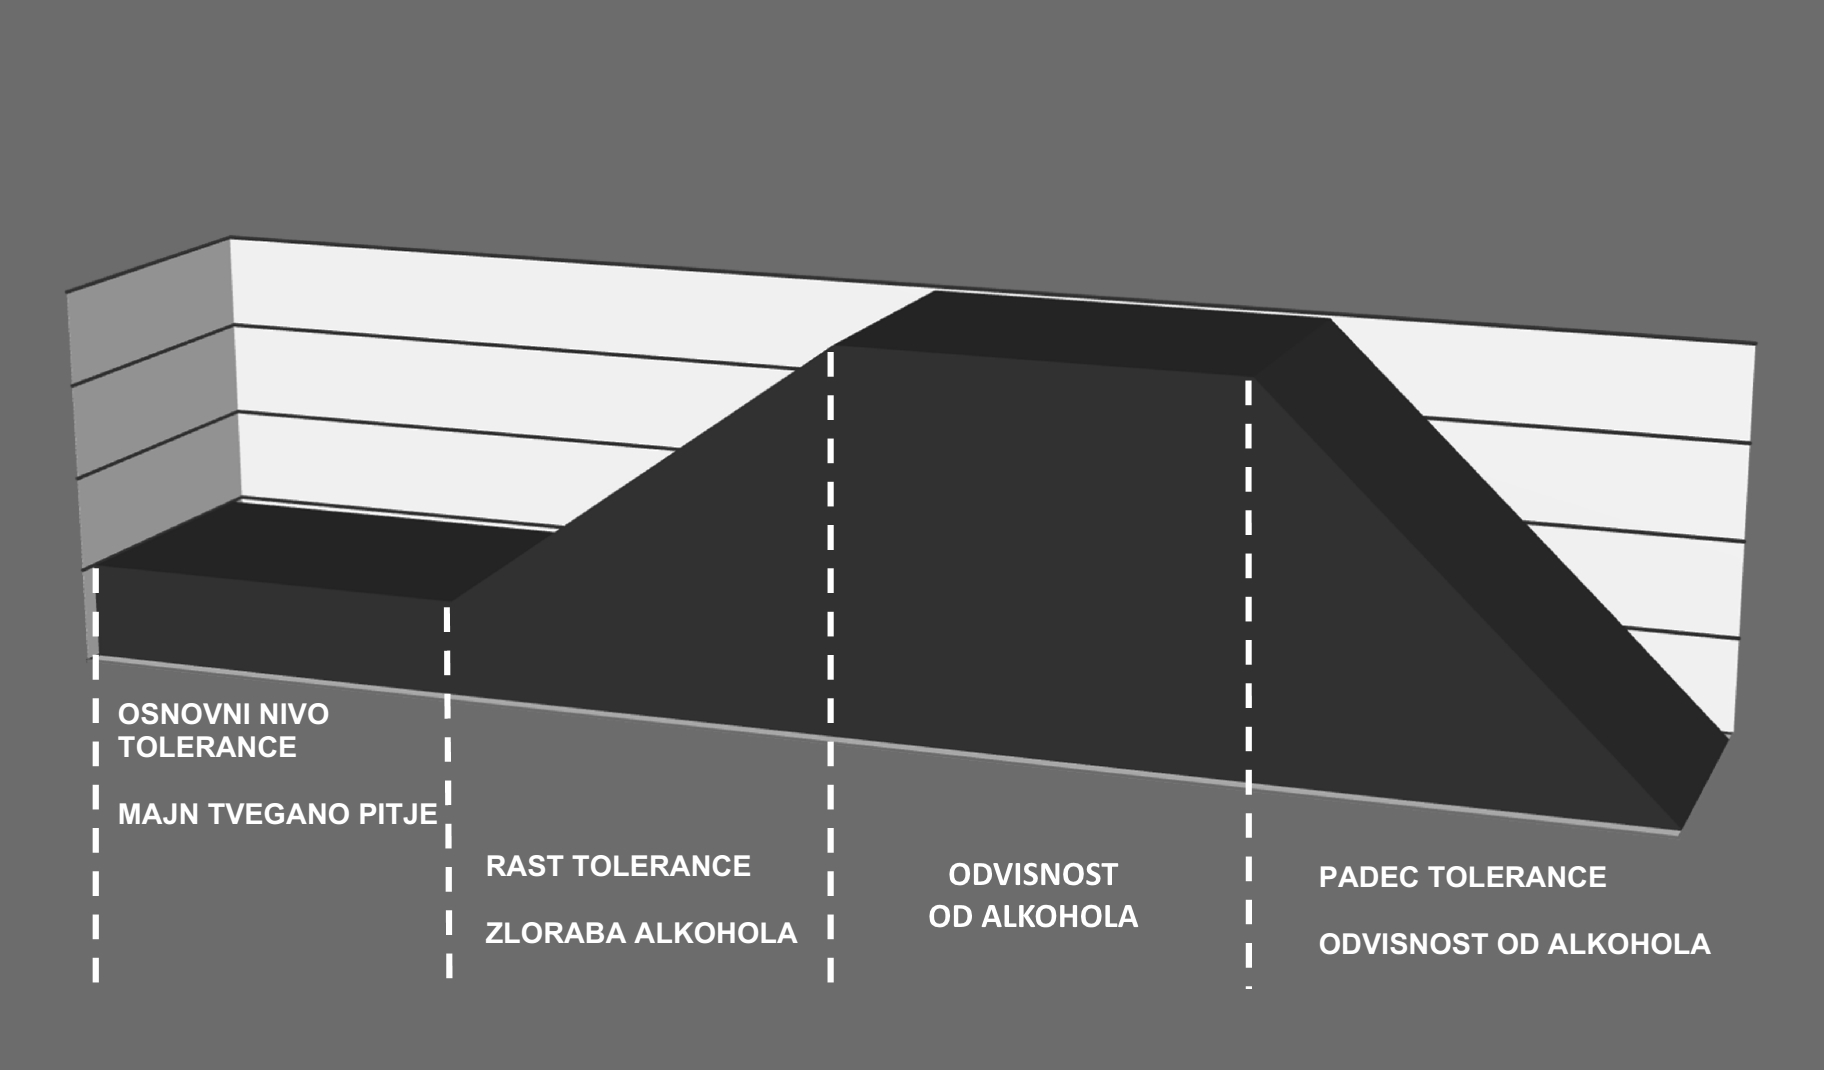 OSNOVNI NIVO
TOLERANCE
MAJN TVEGANO PITJE
RAST TOLERANCE
ZLORABA ALKOHOLA
ODVISNOST
OD ALKOHOLA
PADEC TOLERANCE
ODVISNOST OD ALKOHOLA